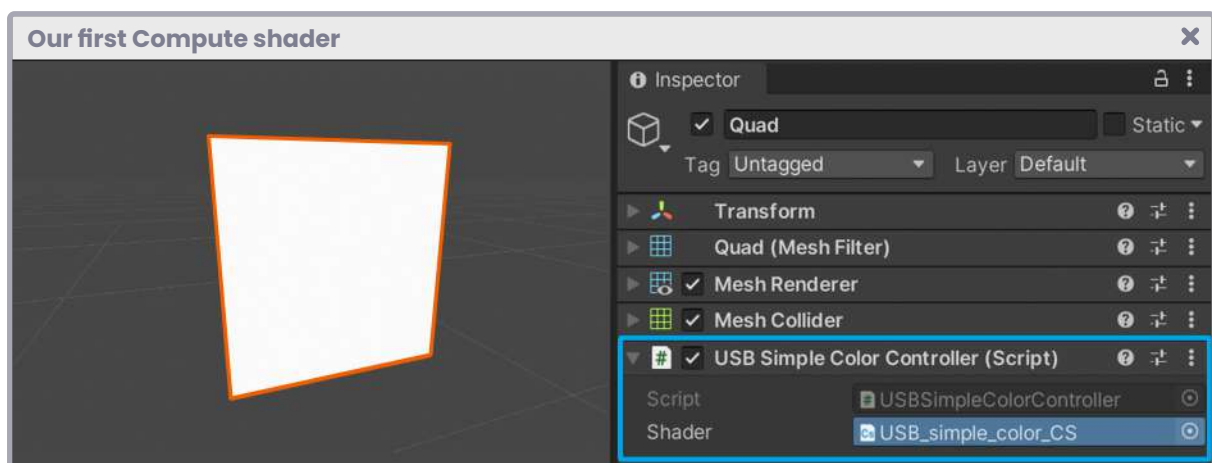 Our first Compute shader
Inspector
Quad Static
Tag Untagged Layer Default
Transform
Quad (Mesh Filter)
Mesh Renderer
Mesh Collider
# USB Simple Color Controller (Script)
Script # USBSimpleColorController
Shader Cs USB_simple_color_CS